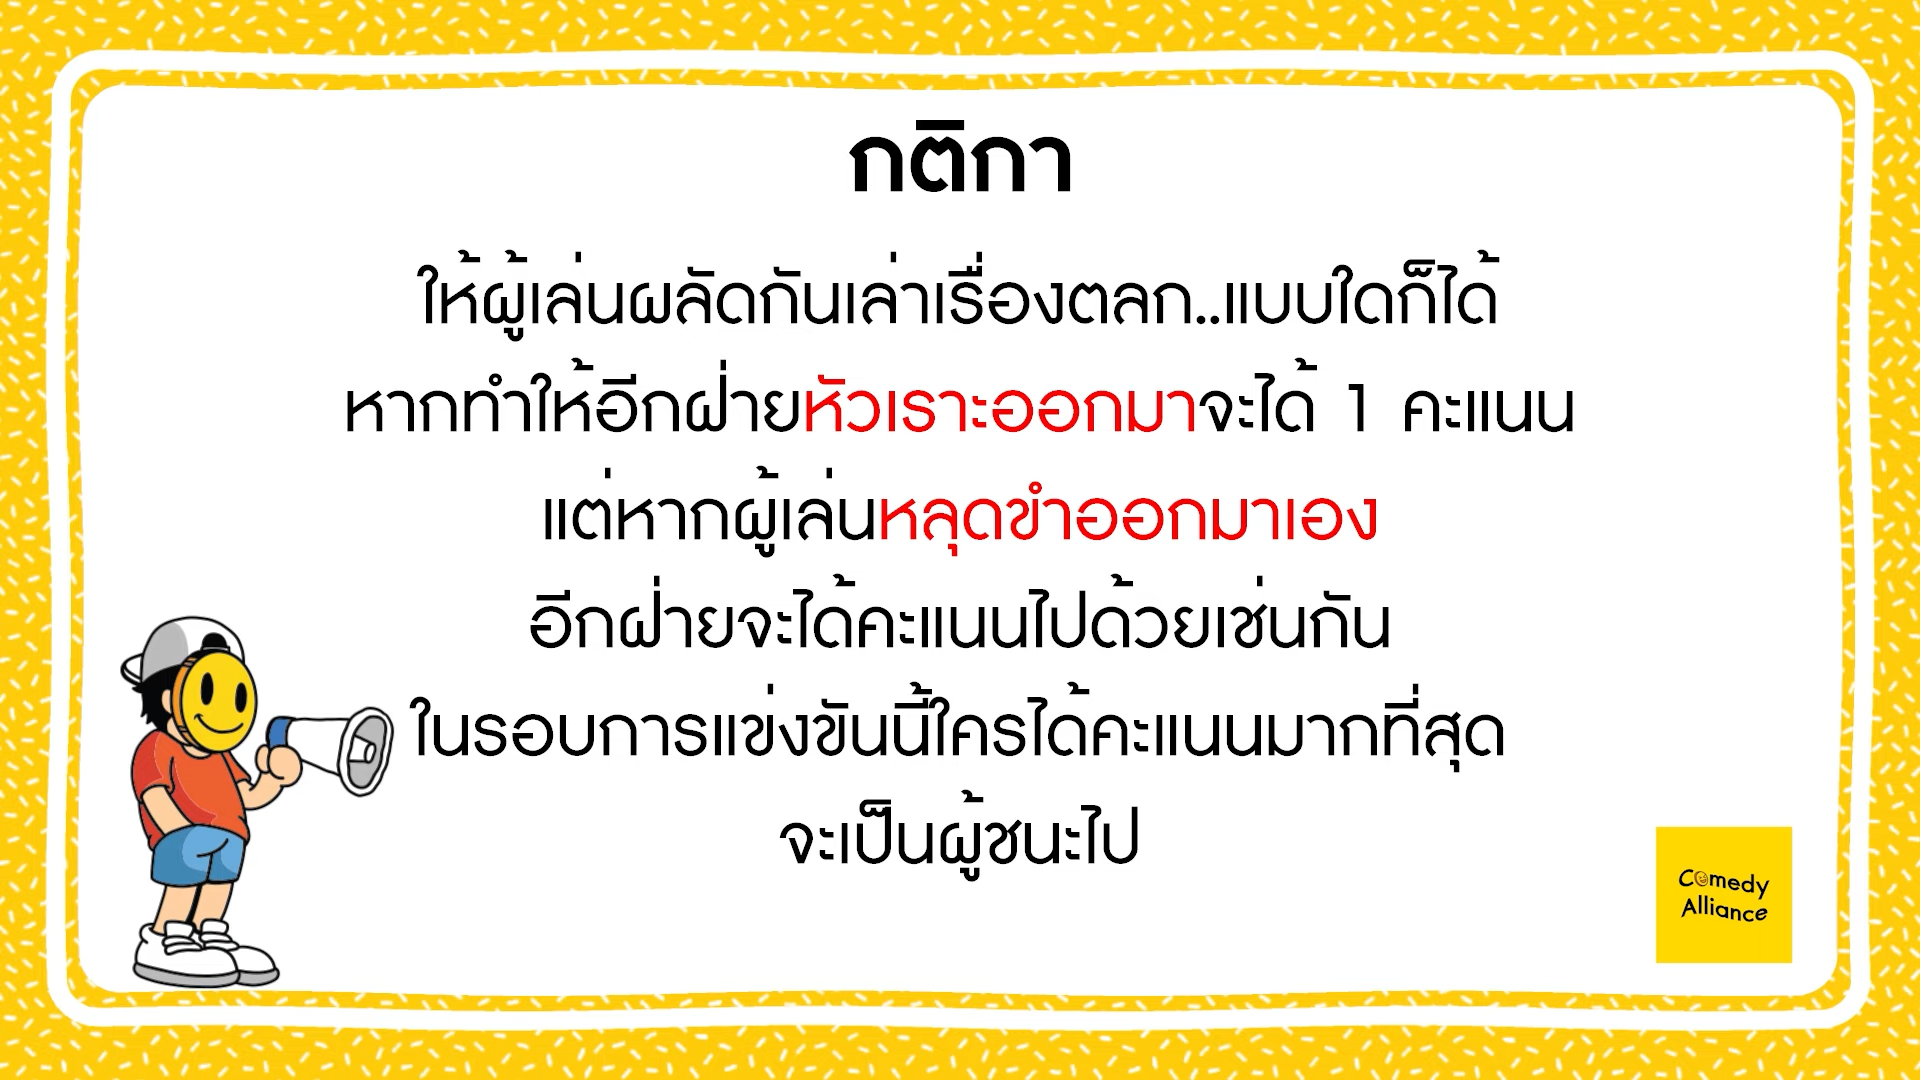 กติกา
ให้ผู้เล่นผลัดกันเล่าเรื่องตลก..แบบใดก็ได้
หากทำให้อีกฝ่ายหัวเราะออกมาจะได้ 1 คะแนน
แต่หากผู้เล่นหลุดขำออกมาเอง
อีกฝ่ายจะได้คะแนนไปด้วยเช่นกัน
ในรอบการแข่งขันนี้ใครได้คะแนนมากที่สุด
จะเป็นผู้ชนะไป
Comedy
Alliance